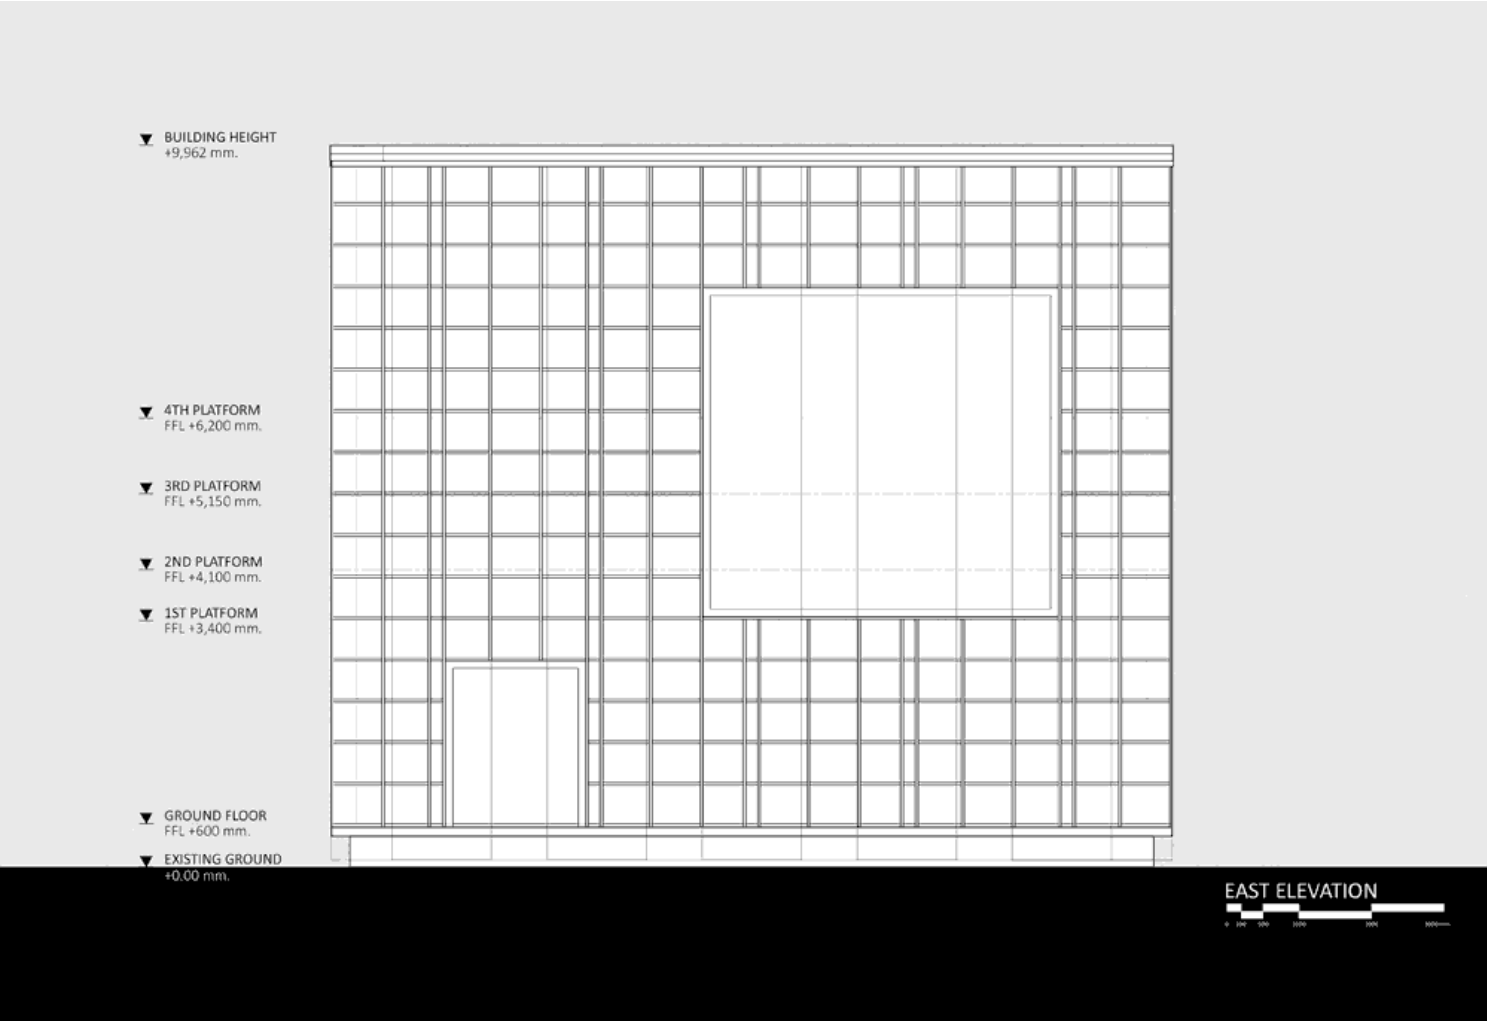 BUILDING HEIGHT
+9,962 mm.
4TH PLATFORM
FFL +6,200 mm.
3RD PLATFORM
FFL +5,150 mm.
2ND PLATFORM
FFL +4,100 mm.
1ST PLATFORM
FFL +3,400 mm.
GROUND FLOOR
FFL +600 mm.
EXISTING GROUND
+0.00 mm.
EAST ELEVATION